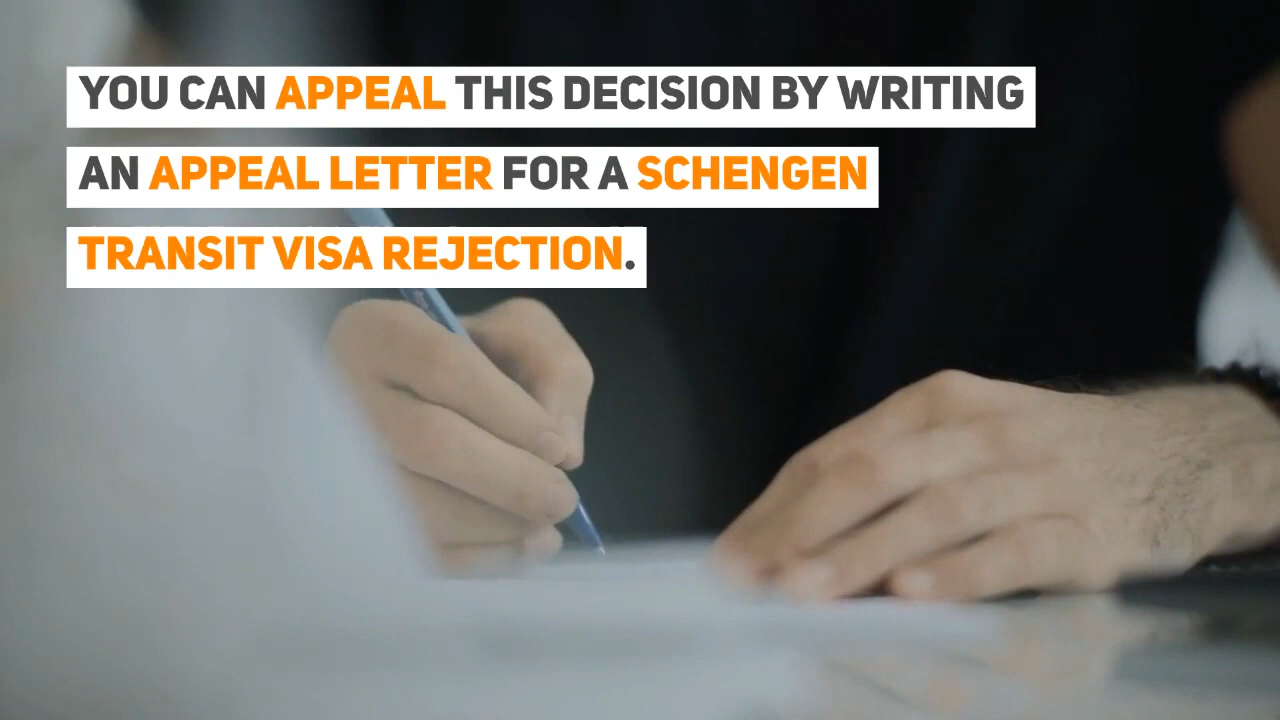 YOU CAN APPEAL THIS DECISION BY WRITING
AN APPEAL LETTER FOR A SCHENGEN
TRANSIT VISA REJECTION.